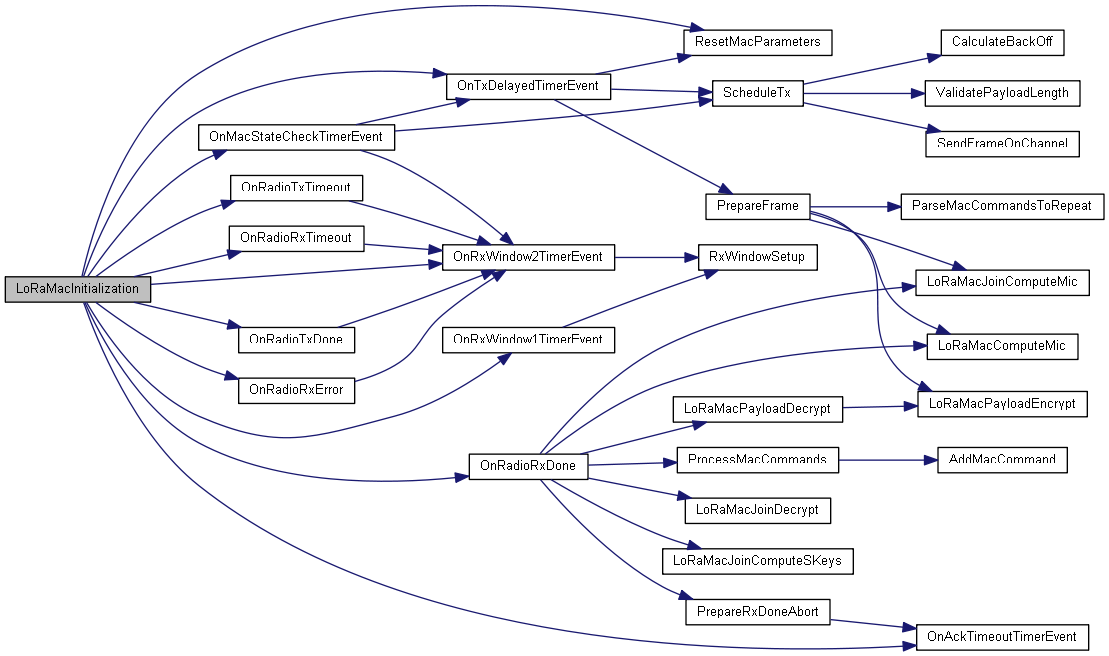 ResetMacParameters
CalculateBackOff
OnTxDelayedTimerEvent
ScheduleTx
ValidatePayloadLength
OnMacStateCheckTimerEvent
SendFrameOnChannel
OnRadioTxTimeout
PrepareFrame
ParseMacCommandsToRepeat
OnRadioRxTimeout
OnRxWindow2TimerEvent
RxWindowSetup
LoRaMacInitialization
LoRaMacJoinComputeMic
OnRadioTxDone
OnRxWindow1TimerEvent
LoRaMacComputeMic
OnRadioRxError
LoRaMacPayloadDecrypt
LoRaMacPayloadEncrypt
OnRadioRxDone
ProcessMacCommands
AddMacCommand
LoRaMacJoinDecrypt
LoRaMacJoinComputeSKeys
PrepareRxDoneAbort
OnAckTimeoutTimerEvent